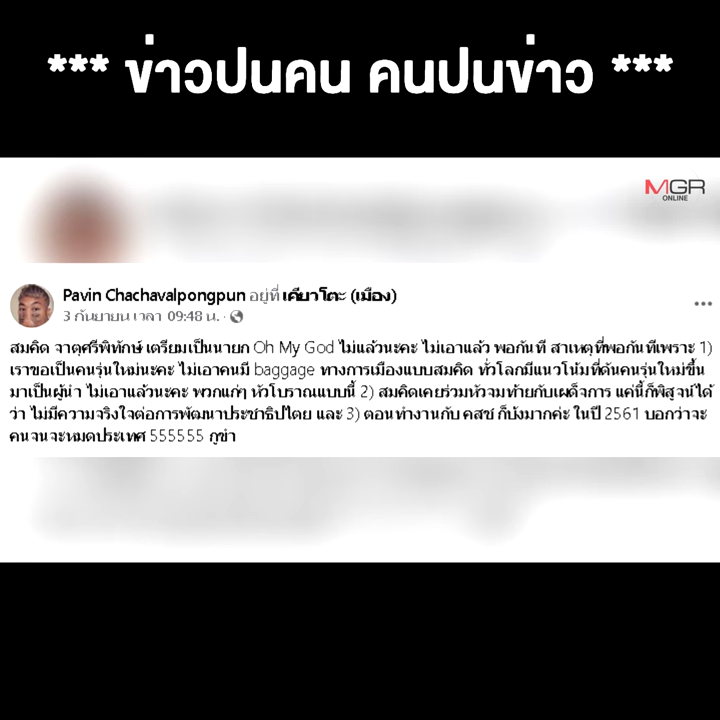 *** ข่าวปนคน คนปนข่าว ***
MGR
ONLINE
Pavin Chachavalpongpun อยู่ที่ เคียวโตะ (เมือง)
3 กันยายน เวลา 09:48 น. ·
สมคิด จาตุศรีพิทักษ์ เตรียมเป็นนายก Oh My God ไม่แล้วนะคะ ไม่เอาแล้ว พอกันที สาเหตุที่พอกันทีเพราะ 1)
เราขอเป็นคนรุ่นใหม่นะคะ ไม่เอาคนมี baggage ทางการเมืองแบบสมคิด ทั่วโลกมีแนวโน้มที่ดันคนรุ่นใหม่ขึ้น
มาเป็นผู้นำ ไม่เอาแล้วนะคะ พวกแก่ๆ หัวโบราณแบบนี้ 2) สมคิดเคยร่วมหัวจมท้ายกับเผด็จการ แค่นี้ก็พิสูจน์ได้
ว่า ไม่มีความจริงใจต่อการพัฒนาประชาธิปไตย และ 3) ตอนทำงานกับ คสช ก็บ้งมากค่ะ ในปี 2561 บอกว่าจะ
คนจนจะหมดประเทศ 555555 กูขำ